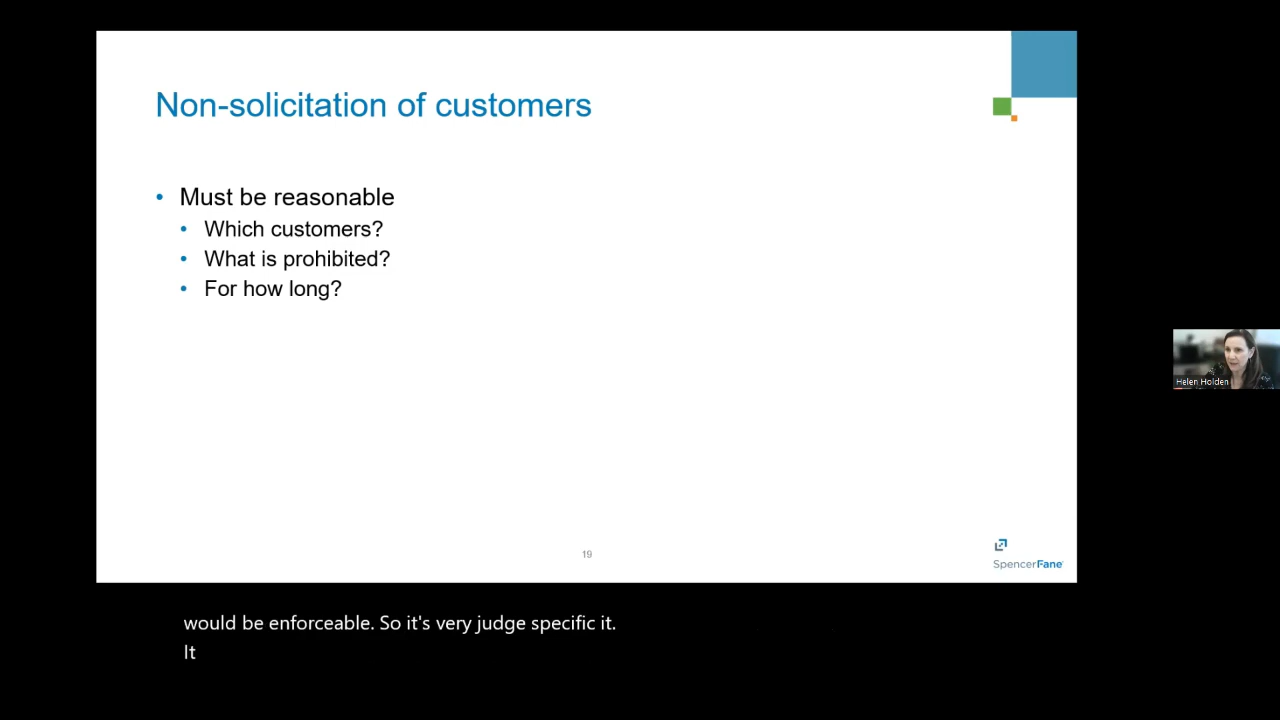 Non-solicitation of customers
• Must be reasonable
• Which customers?
• What is prohibited?
• For how long?
Helen Holden
19
SpencerFane
would be enforceable. So it's very judge specific it.
It